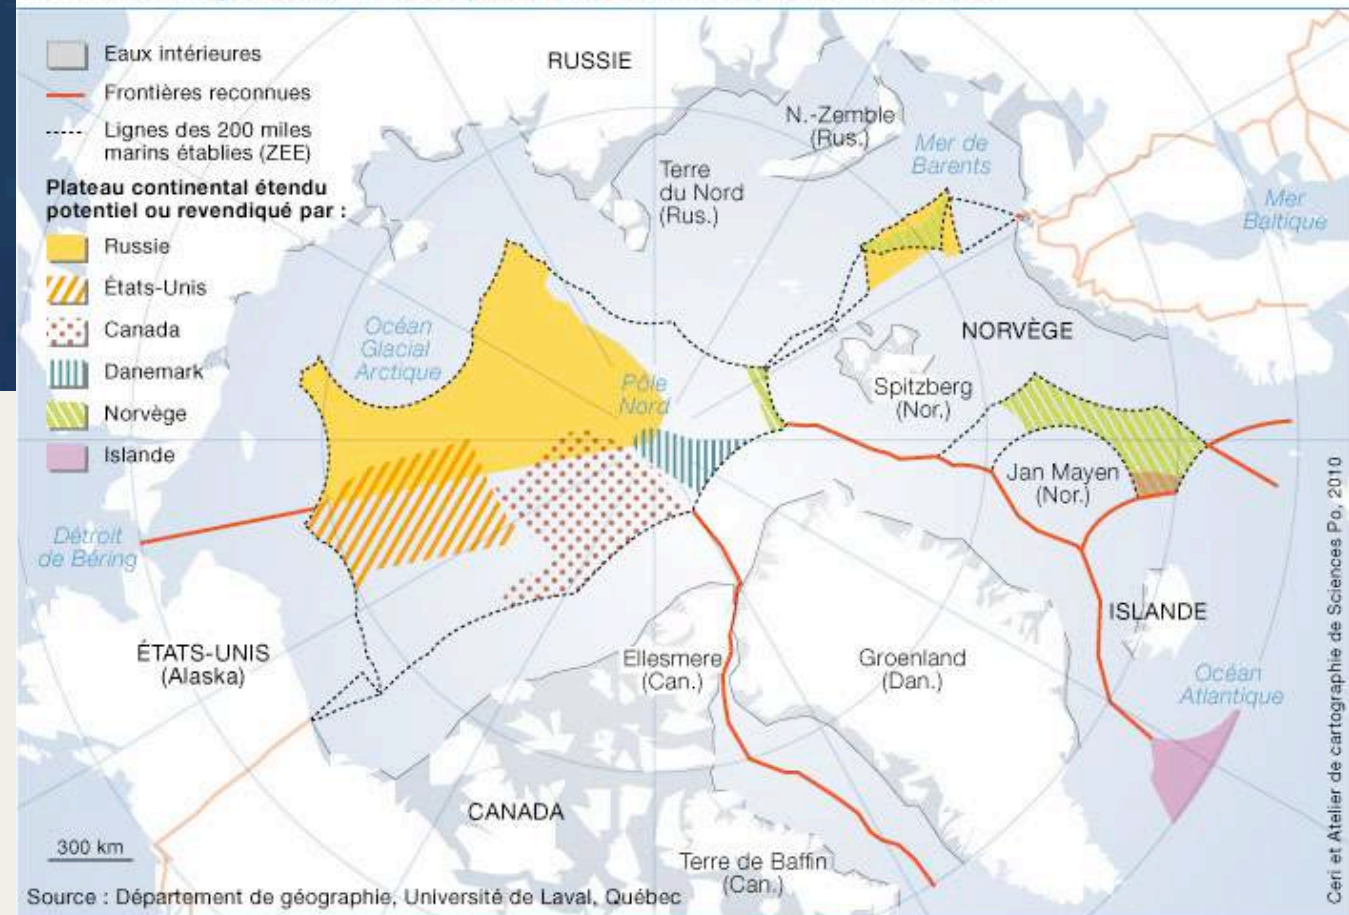 Eaux intérieures
Frontières reconnues
Lignes des 200 miles
marins établies (ZEE)
Plateau continental étendu
potentiel ou revendiqué par :
Russie
États-Unis
Canada
Danemark
Norvège
Islande
RUSSIE
N.-Zemble
(Rus.)
Mer de
Barents
Terre
du Nord
(Rus.)
Mer
Baltique
Océan
Glacial
Arctique
NORVÈGE
Pôle
Nord
Spitzberg
(Nor.)
Jan Mayen
(Nor.)
Détroit
de Béring
ISLANDE
ÉTATS-UNIS
(Alaska)
Ellesmere
(Can.)
Groenland
(Dan.)
Océan
Atlantique
CANADA
300 km
Terre de Baffin
(Can.)
Source : Département de géographie, Université de Laval, Québec
Ceri et Atelier de cartographie de Sciences Po, 2010